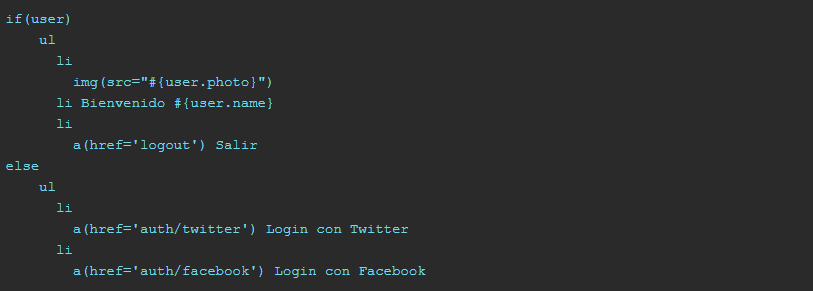 if(user)
    ul
      li
        img(src="#{user.photo}")
      li Bienvenido #{user.name}
      li
        a(href='logout') Salir
else
    ul
      li
        a(href='auth/twitter') Login con Twitter
      li
        a(href='auth/facebook') Login con Facebook